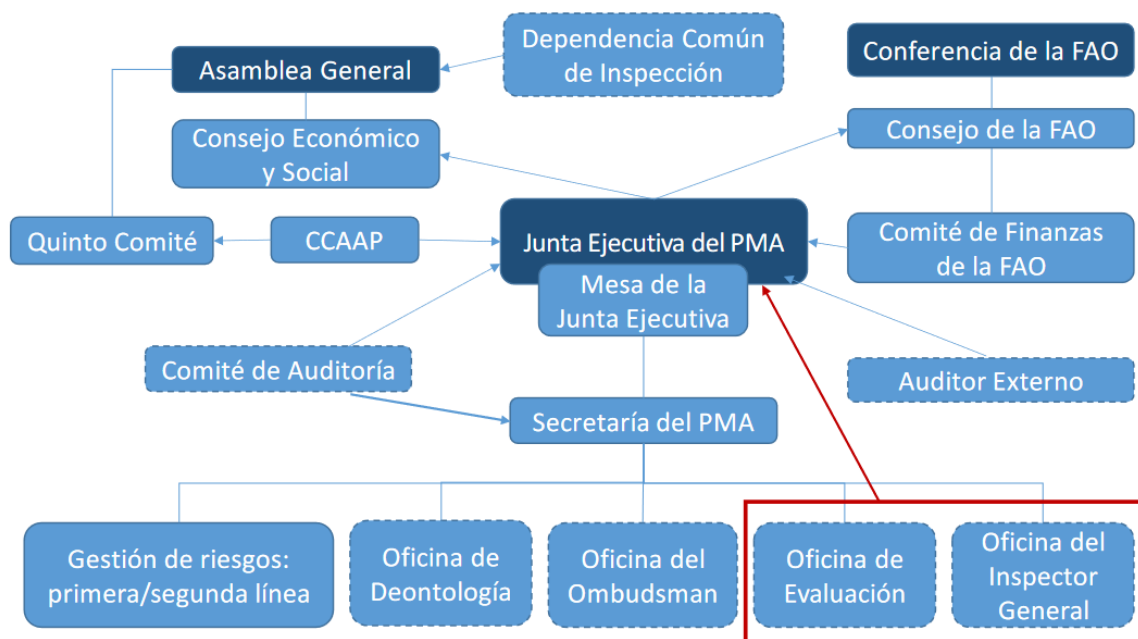 Dependencia Común
de Inspección
Conferencia de la FAO
Asamblea General
Consejo Económico
y Social
Consejo de la FAO
Quinto Comité
CCAAP
Junta Ejecutiva del PMA
Comité de Finanzas
de la FAO
Mesa de la
Junta Ejecutiva
Comité de Auditoría
Auditor Externo
Secretaría del PMA
Gestión de riesgos:
primera/segunda línea
Oficina de
Deontología
Oficina del
Ombudsman
Oficina de
Evaluación
Oficina del
Inspector
General